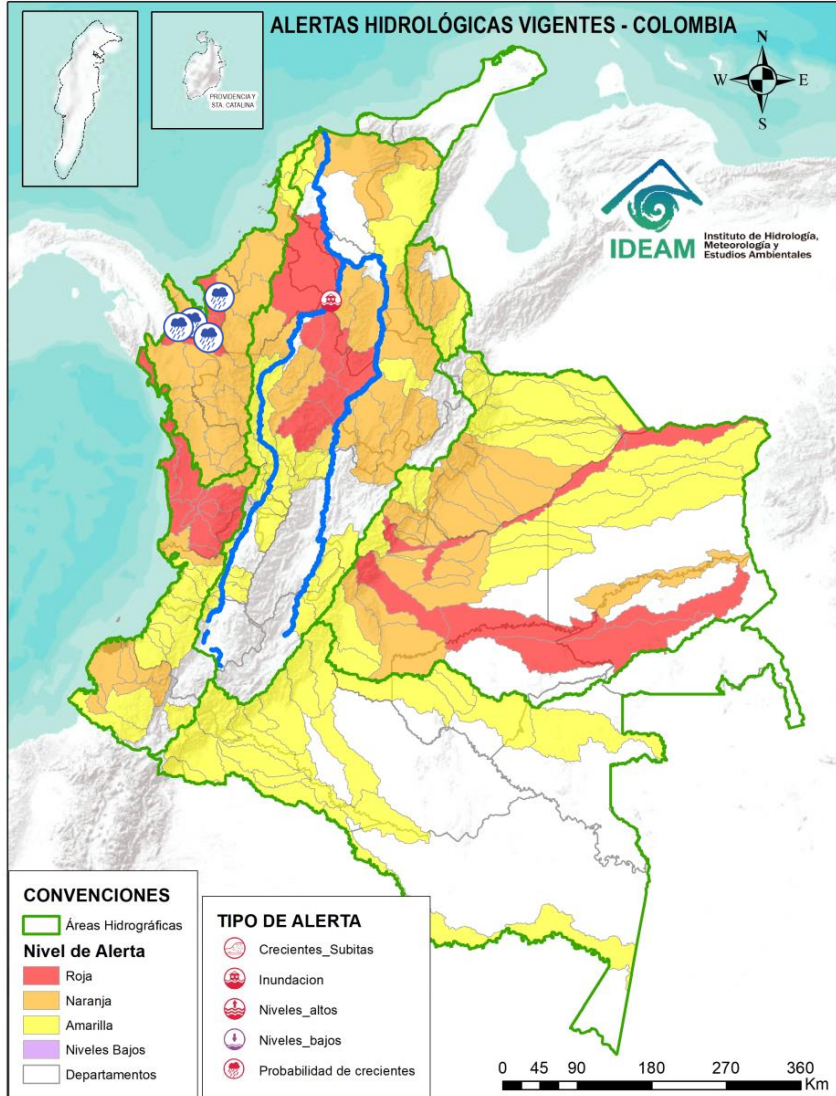 ALERTAS HIDROLÓGICAS VIGENTES - COLOMBIA
PROVIDENCIA Y
STA. CATALINA
N
W
E
S
IDEAM
Instituto de Hidrología,
Meteorología y
Estudios Ambientales
CONVENCIONES
Áreas Hidrográficas
Nivel de Alerta
Roja
Naranja
Amarilla
Niveles Bajos
Departamentos
TIPO DE ALERTA
Crecientes_Subitas
Inundacion
Niveles_altos
Niveles_bajos
Probabilidad de crecientes
0 45 90 180 270 360
Km